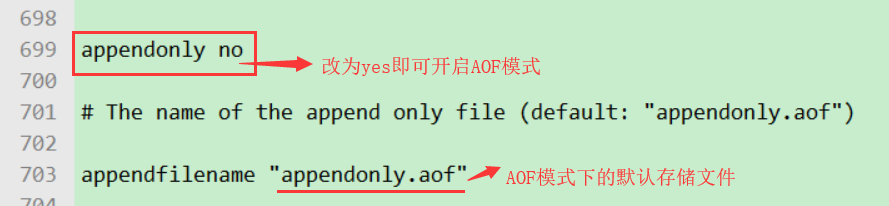 698
699 appendonly no 改为yes即可开启AOF模式
700
701 # The name of the append only file (default: "appendonly.aof")
702
703 appendfilename "appendonly.aof" AOF模式下的默认存储文件
704